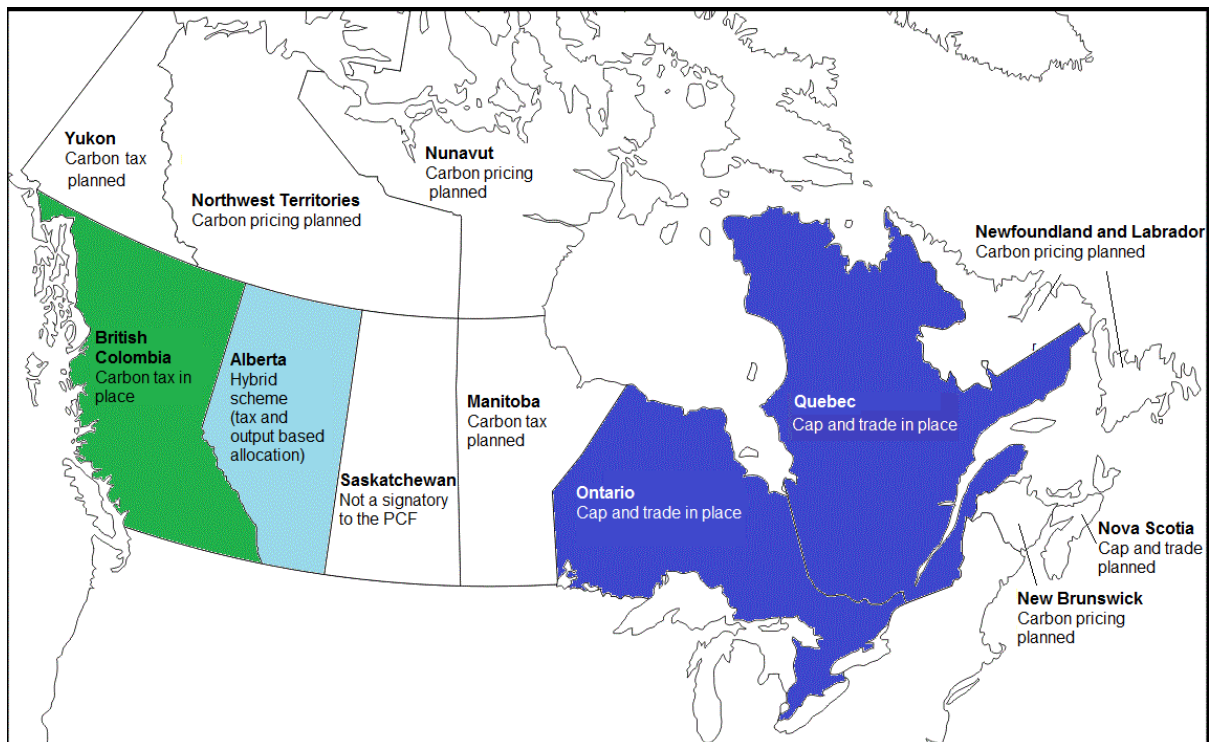 Yukon
Carbon tax
planned
Northwest Territories
Carbon pricing planned
Nunavut
Carbon pricing
planned
Newfoundland and Labrador
Carbon pricing planned
British
Colombia
Carbon tax in
place
Alberta
Hybrid
scheme
(tax and
output based
allocation)
Saskatchewan
Not a signatory
to the PCF
Manitoba
Carbon tax
planned
Ontario
Cap and trade in place
Quebec
Cap and trade in place
Nova Scotia
Cap and trade
planned
New Brunswick
Carbon pricing
planned